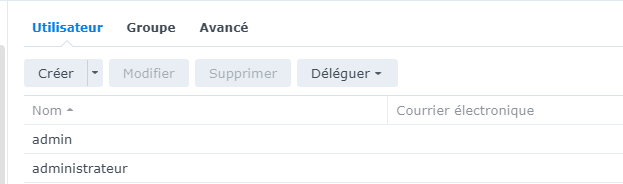 Utilisateur Groupe Avancé
Créer Modifier Supprimer Déléguer
Nom Courrier électronique
admin
administrateur